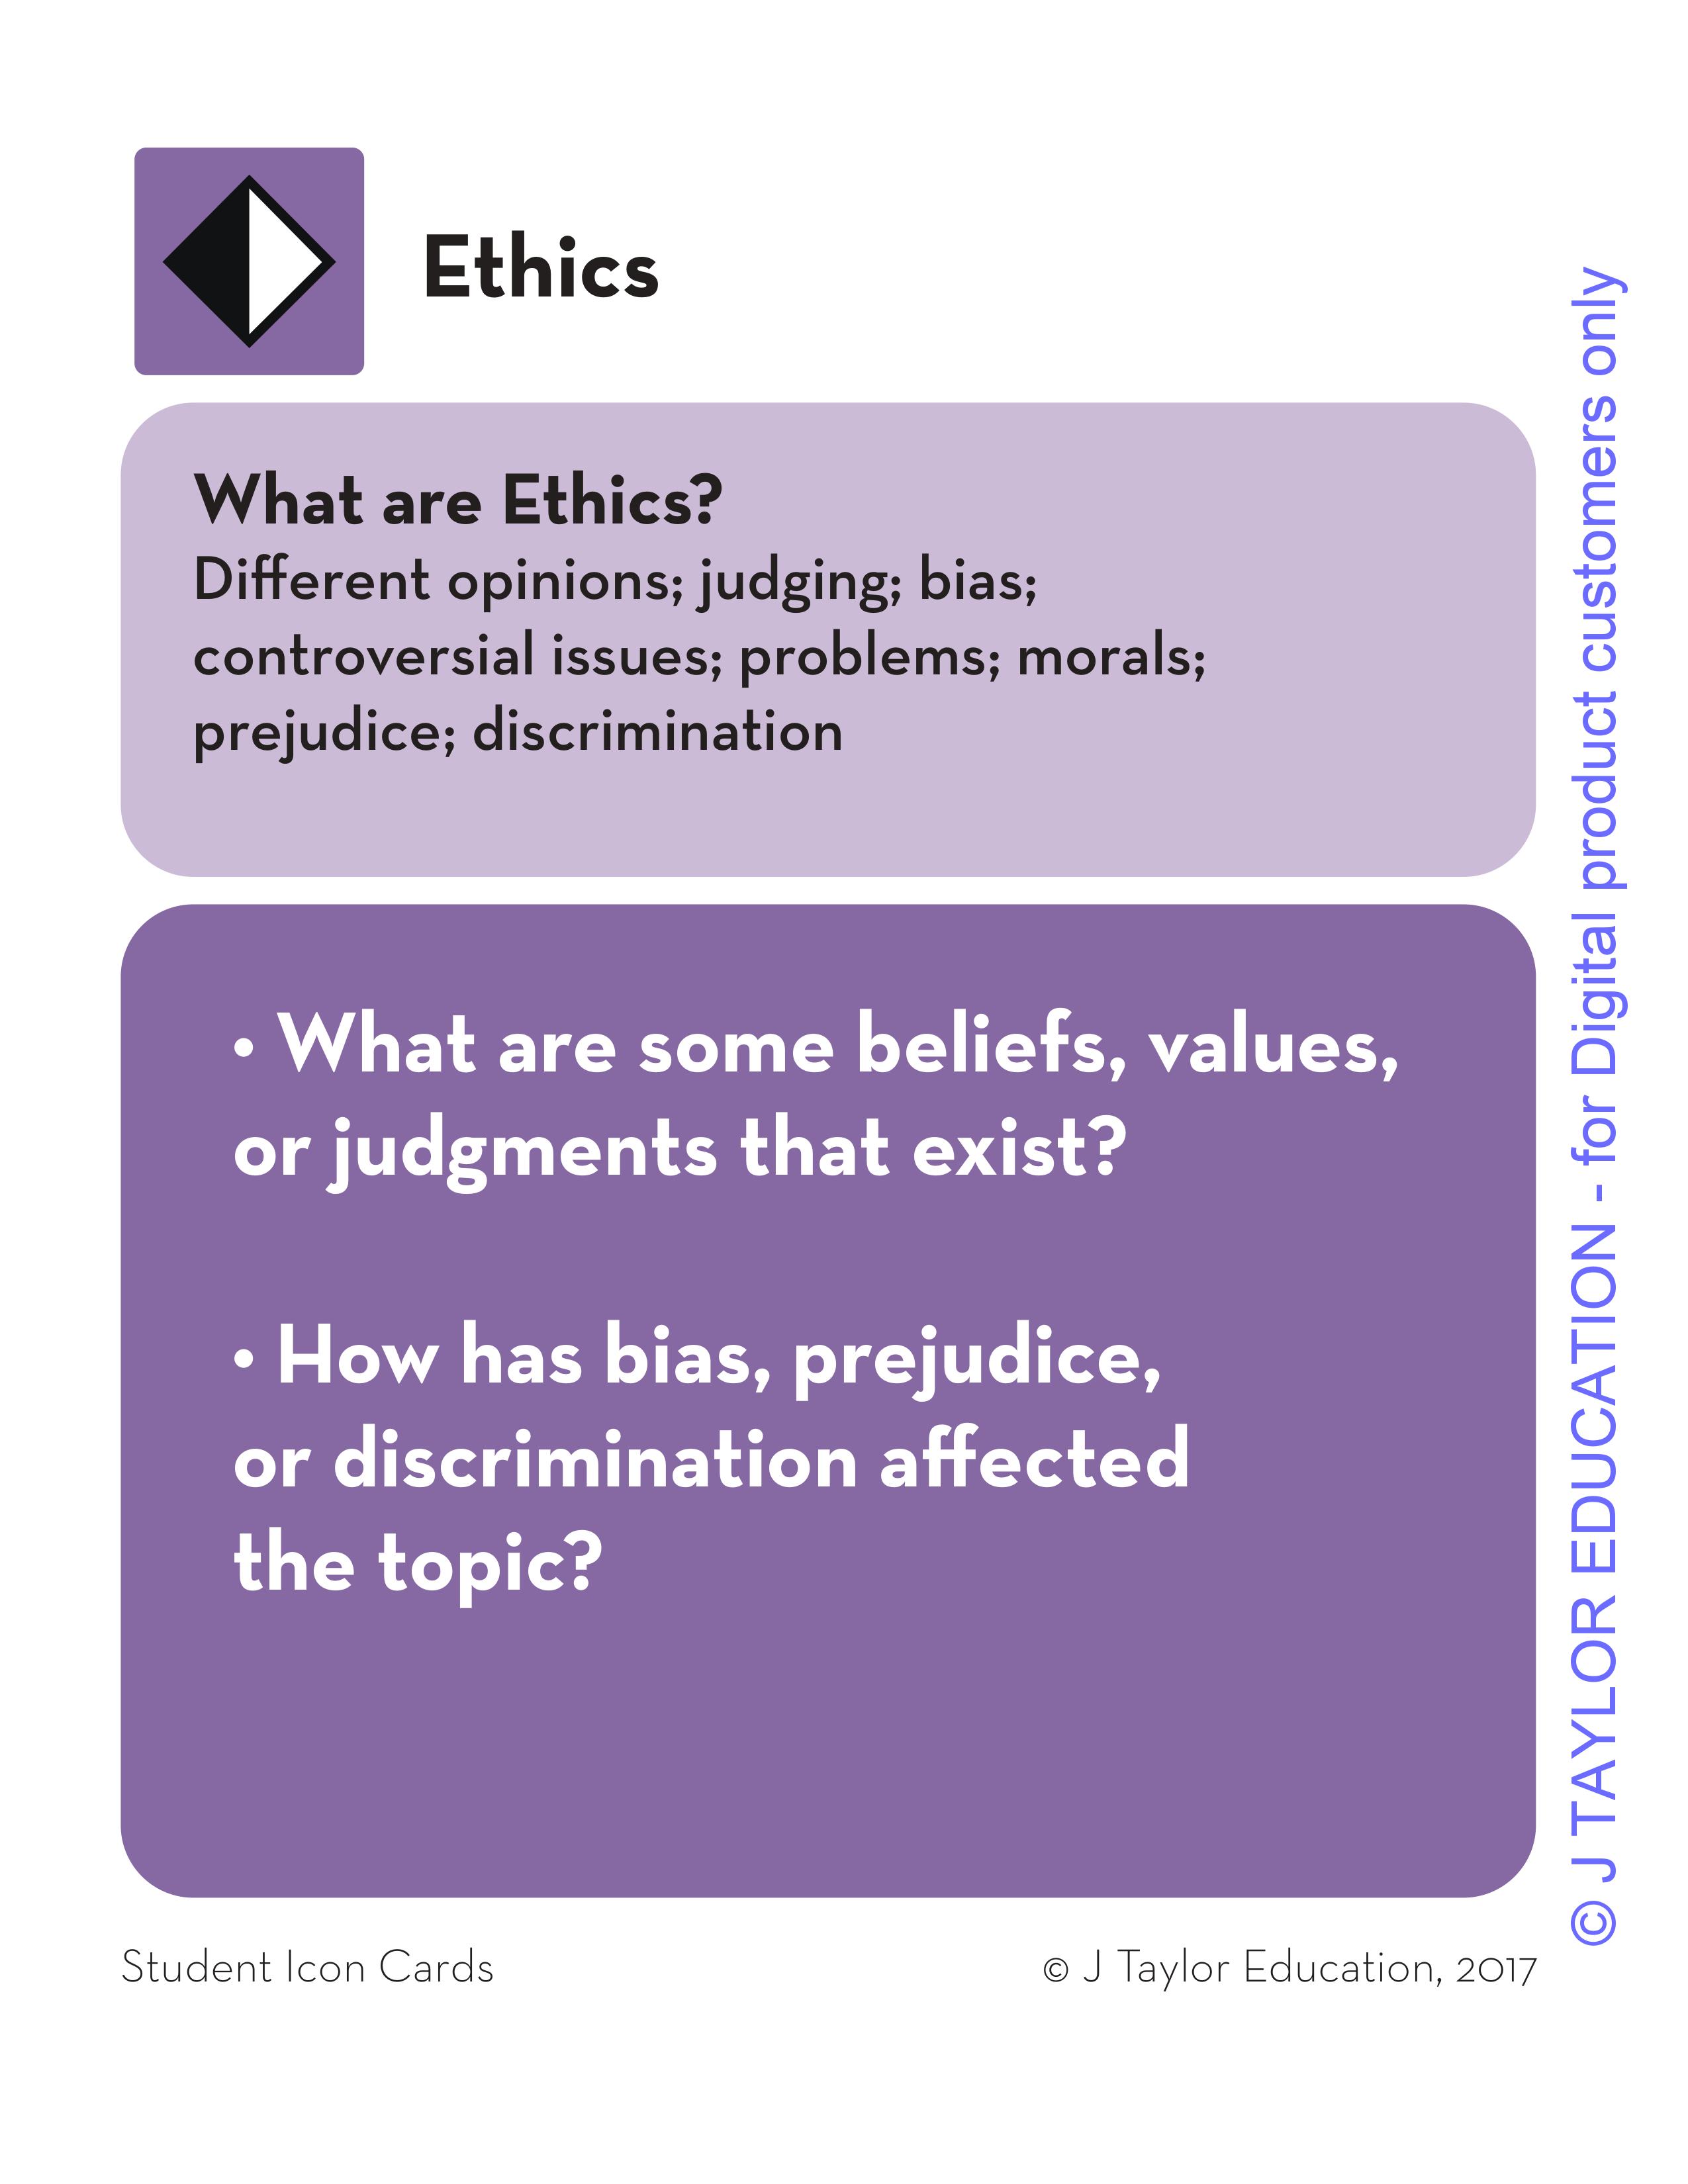 Ethics
What are Ethics?
Different opinions; judging; bias;
controversial issues; problems; morals;
prejudice; discrimination
• What are some beliefs, values,
or judgments that exist?
• How has bias, prejudice,
or discrimination affected
the topic?
Student Icon Cards
© J Taylor Education, 2017
© J TAYLOR EDUCATION - for Digital product customers only